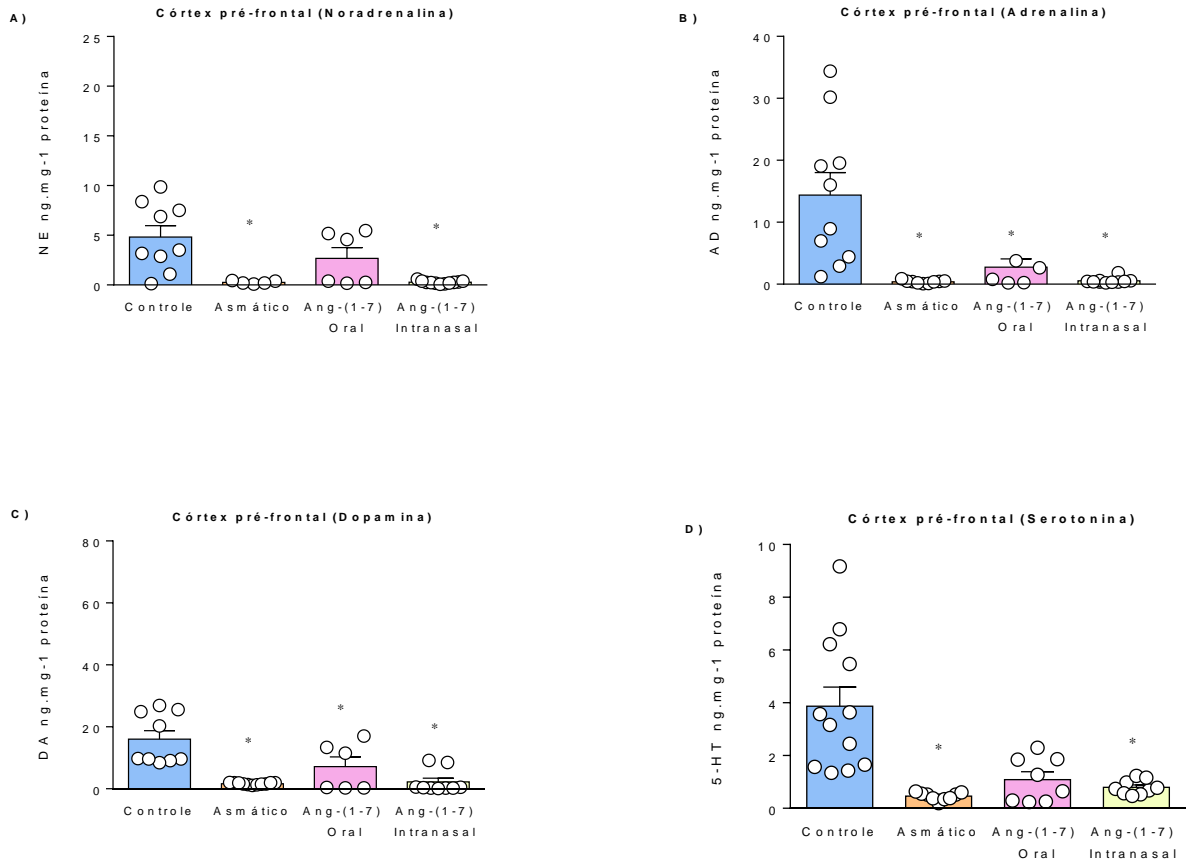 A)
Córtex pré-frontal (Noradrenalina)
NE ng.mg-1 proteína
25
20
15
10
5
0
*
*
Controle
Asmático
Ang-(1-7)
Oral
Ang-(1-7)
Intranasal
B)
Córtex pré-frontal (Adrenalina)
AD ng.mg-1 proteína
40
30
20
10
0
*
*
*
Controle
Asmático
Ang-(1-7)
Oral
Ang-(1-7)
Intranasal
C)
Córtex pré-frontal (Dopamina)
DA ng.mg-1 proteína
80
60
40
20
0
*
*
*
Controle
Asmático
Ang-(1-7)
Oral
Ang-(1-7)
Intranasal
D)
Córtex pré-frontal (Serotonina)
5-HT ng.mg-1 proteína
10
8
6
4
2
0
*
*
Controle
Asmático
Ang-(1-7)
Oral
Ang-(1-7)
Intranasal